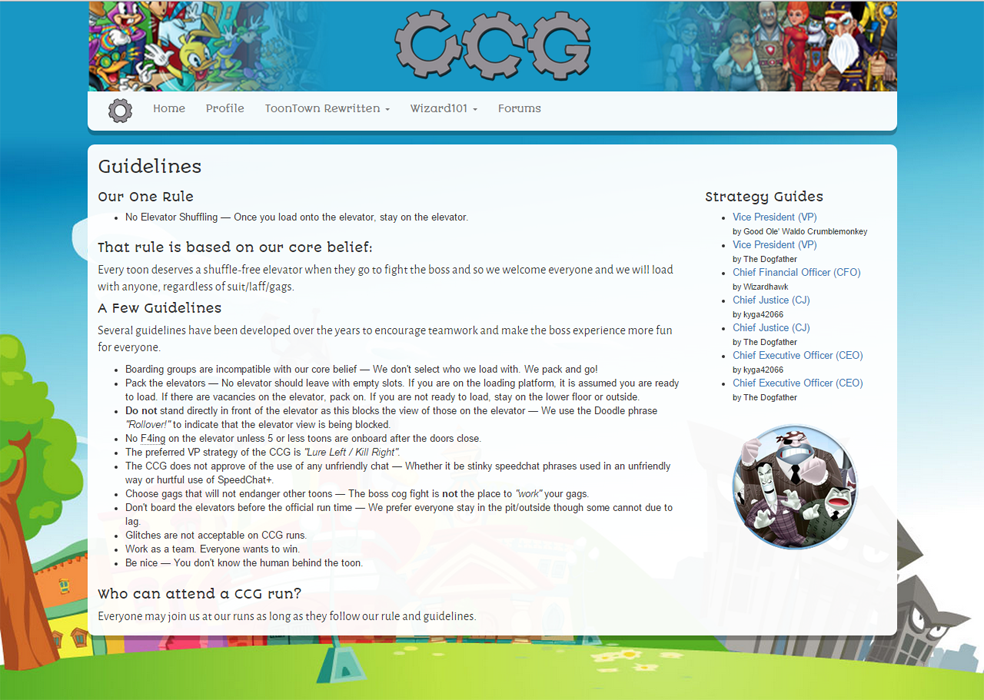 CCG
Home Profile ToonTown Rewritten Wizard101 Forums
Guidelines
Our One Rule
No Elevator Shuffling — Once you load onto the elevator, stay on the elevator.
That rule is based on our core belief:
Every toon deserves a shuffle-free elevator when they go to fight the boss and so we welcome everyone and we will load
with anyone, regardless of suit/laff/gags.
A Few Guidelines
Several guidelines have been developed over the years to encourage teamwork and make the boss experience more fun
for everyone.
Boarding groups are incompatible with our core belief — We don't select who we load with. We pack and go!
Pack the elevators — No elevator should leave with empty slots. If you are on the loading platform, it is assumed you are ready
to load. If there are vacancies on the elevator, pack on. If you are not ready to load, stay on the lower floor or outside.
Do not stand directly in front of the elevator as this blocks the view of those on the elevator — We use the Doodle phrase
"Rollover!" to indicate that the elevator view is being blocked.
No F4ing on the elevator unless 5 or less toons are onboard after the doors close.
The preferred VP strategy of the CCG is "Lure Left / Kill Right".
The CCG does not approve of the use of any unfriendly chat — Whether it be stinky speedchat phrases used in an unfriendly
way or hurtful use of SpeedChat+.
Choose gags that will not endanger other toons — The boss cog fight is not the place to "work" your gags.
Don't board the elevators before the official run time — We prefer everyone stay in the pit/outside though some cannot due to
lag.
Glitches are not acceptable on CCG runs.
Work as a team. Everyone wants to win.
Be nice — You don't know the human behind the toon.
Who can attend a CCG run?
Everyone may join us at our runs as long as they follow our rule and guidelines.
Strategy Guides
Vice President (VP)
by Good Ole' Waldo Crumblemonkey
Vice President (VP)
by The Dogfather
Chief Financial Officer (CFO)
by Wizardhawk
Chief Justice (CJ)
by kyga42066
Chief Justice (CJ)
by The Dogfather
Chief Executive Officer (CEO)
by kyga42066
Chief Executive Officer (CEO)
by The Dogfather